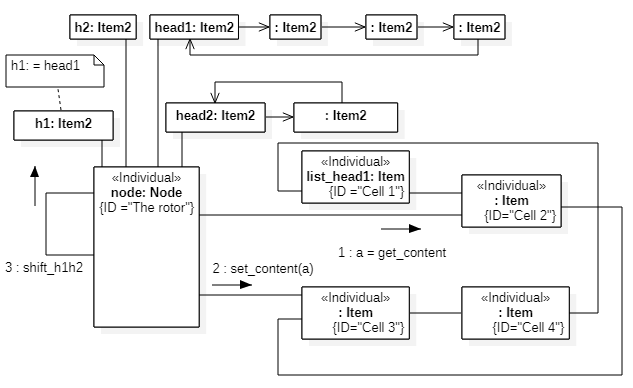 h2: Item2
head1: Item2
: Item2
: Item2
: Item2
h1: = head1
h1: Item2
head2: Item2
: Item2
«Individual»
node: Node
{ID ="The rotor"}
«Individual»
list_head1: Item
{ID ="Cell 1"}
«Individual»
: Item
{ID="Cell 2"}
1 : a = get_content
3 : shift_h1h2
2 : set_content(a)
«Individual»
: Item
{ID="Cell 3"}
«Individual»
: Item
{ID="Cell 4"}